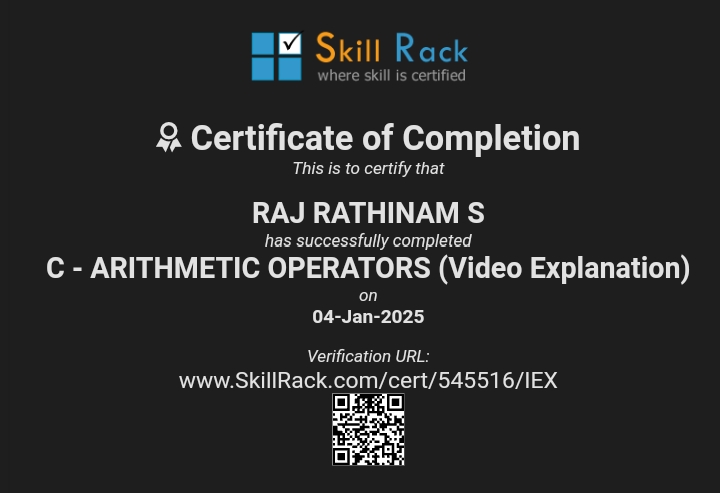 Skill Rack
where skill is certified
Certificate of Completion
This is to certify that
RAJ RATHINAM S
has successfully completed
C - ARITHMETIC OPERATORS (Video Explanation)
on
04-Jan-2025
Verification URL:
www.SkillRack.com/cert/545516/IEX